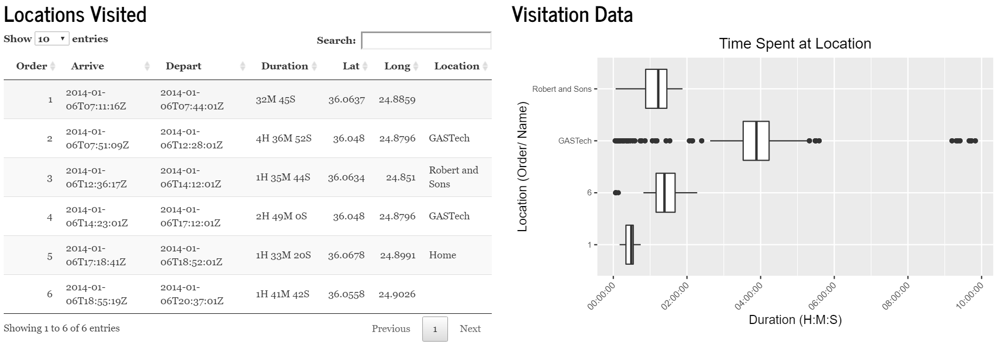 Locations Visited
Show 10 entries
Search:
Order Arrive Depart Duration Lat Long Location
1 2014-01-06T07:11:16Z 2014-01-06T07:44:01Z 32M 45S 36.0637 24.8859
2 2014-01-06T07:51:09Z 2014-01-06T12:28:01Z 4H 36M 52S 36.048 24.8796 GASTech
3 2014-01-06T12:36:17Z 2014-01-06T14:12:01Z 1H 35M 44S 36.0634 24.851 Robert and Sons
4 2014-01-06T14:23:01Z 2014-01-06T17:12:01Z 2H 49M 0S 36.048 24.8796 GASTech
5 2014-01-06T17:18:41Z 2014-01-06T18:52:01Z 1H 33M 20S 36.0678 24.8991 Home
6 2014-01-06T18:55:19Z 2014-01-06T20:37:01Z 1H 41M 42S 36.0558 24.9026
Showing 1 to 6 of 6 entries
Previous 1 Next
Visitation Data
Time Spent at Location
Location (Order/ Name)
Robert and Sons
GASTech
6
1
00:00:00 02:00:00 04:00:00 06:00:00 08:00:00 10:00:00
Duration (H:M:S)